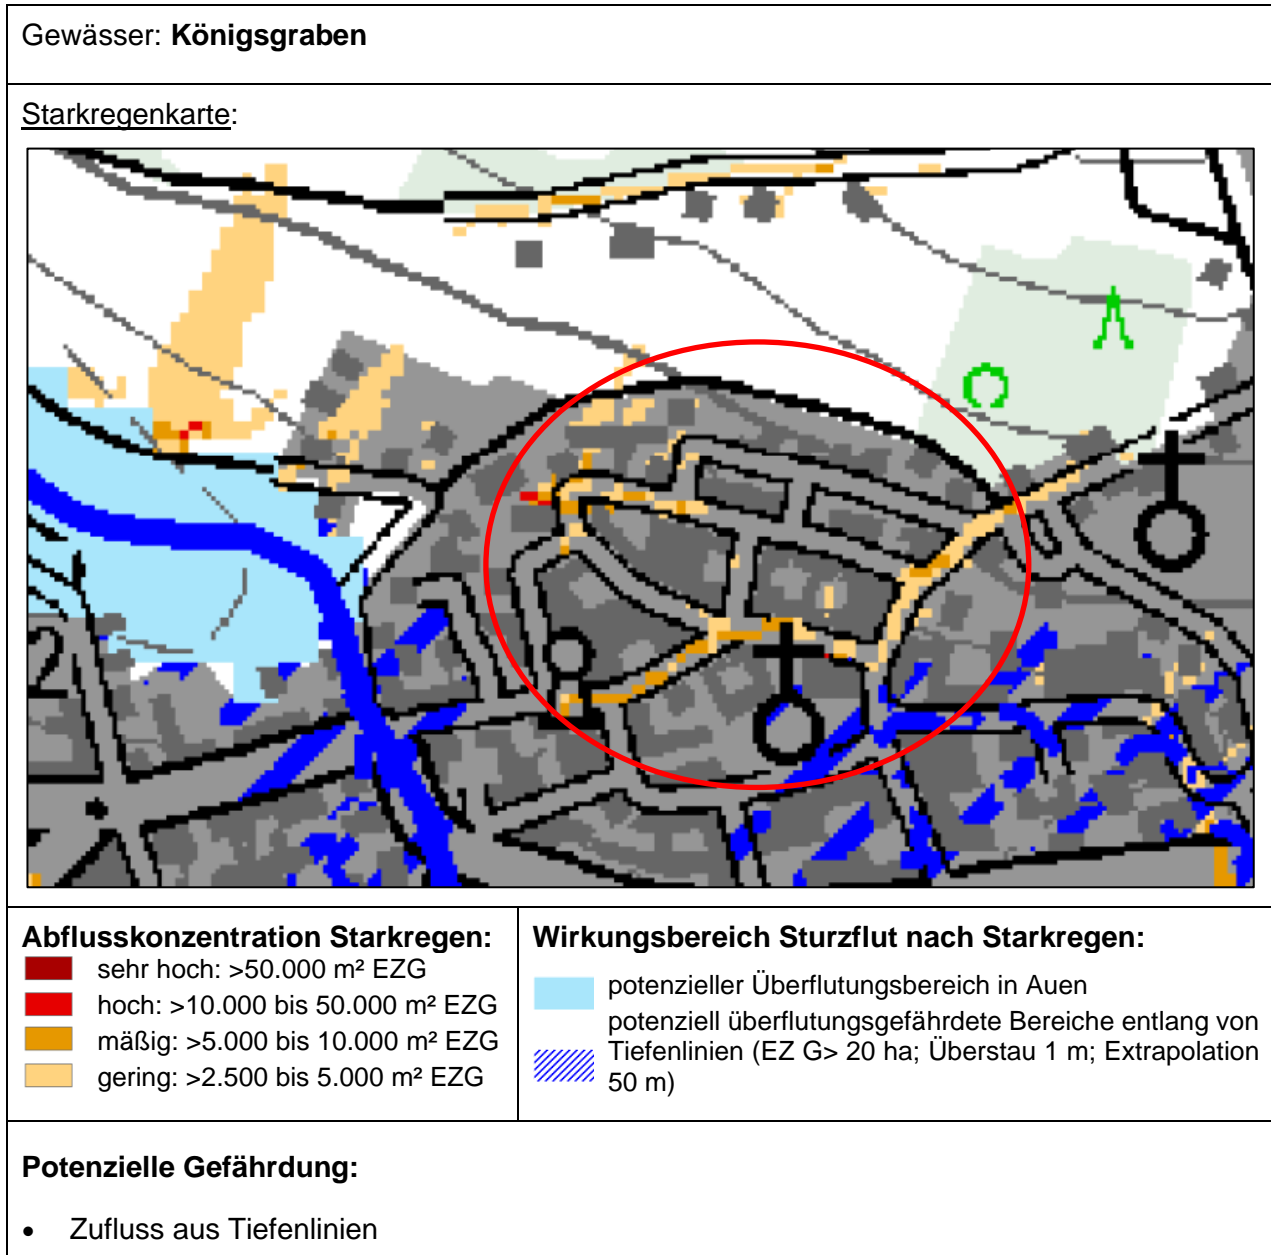 Gewässer: Königsgraben
Starkregenkarte:
2
Abflusskonzentration Starkregen:
sehr hoch: >50.000 m² EZG
hoch: >10.000 bis 50.000 m² EZG
mäßig: >5.000 bis 10.000 m² EZG
gering: >2.500 bis 5.000 m² EZG
Wirkungsbereich Sturzflut nach Starkregen:
potenzieller Überflutungsbereich in Auen
potenziell überflutungsgefährdete Bereiche entlang von
Tiefenlinien (EZ G> 20 ha; Überstau 1 m; Extrapolation
50 m)
Potenzielle Gefährdung:
• Zufluss aus Tiefenlinien